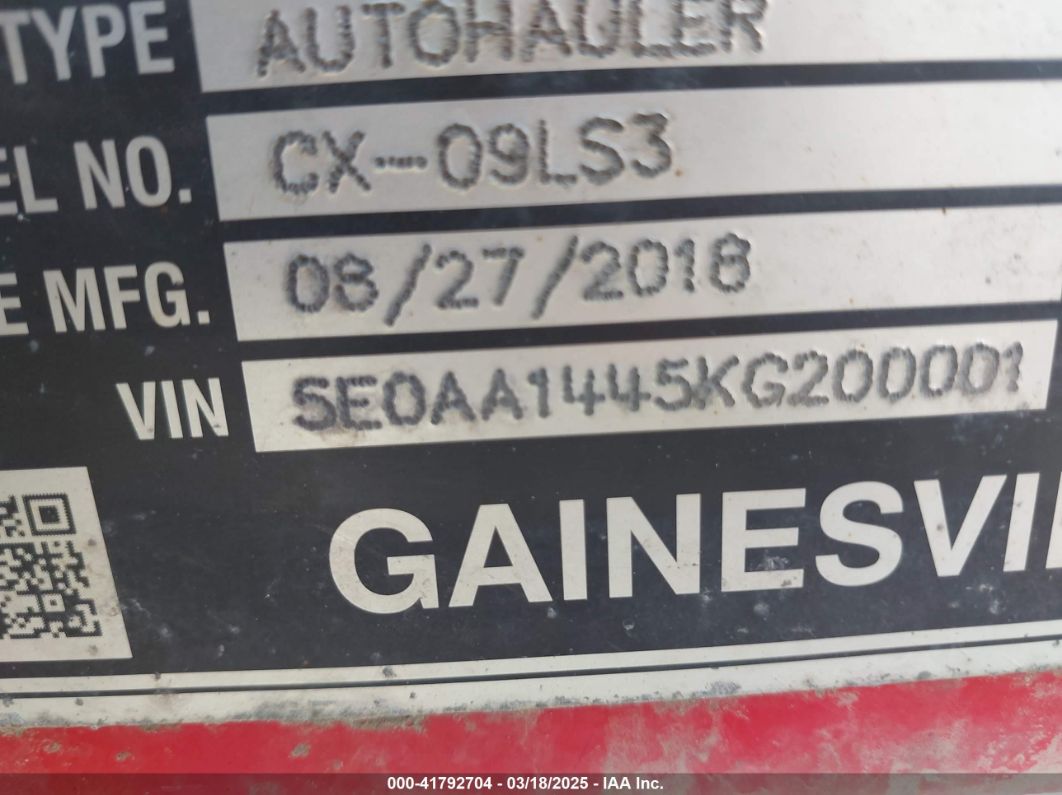 TYPE AUTOHAULER
EL NO. CX-09LS3
E MFG. 08/27/2018
VIN 5E0AA1445KG200001
GAINESVI
000-41792704 - 03/18/2025 - IAA Inc.